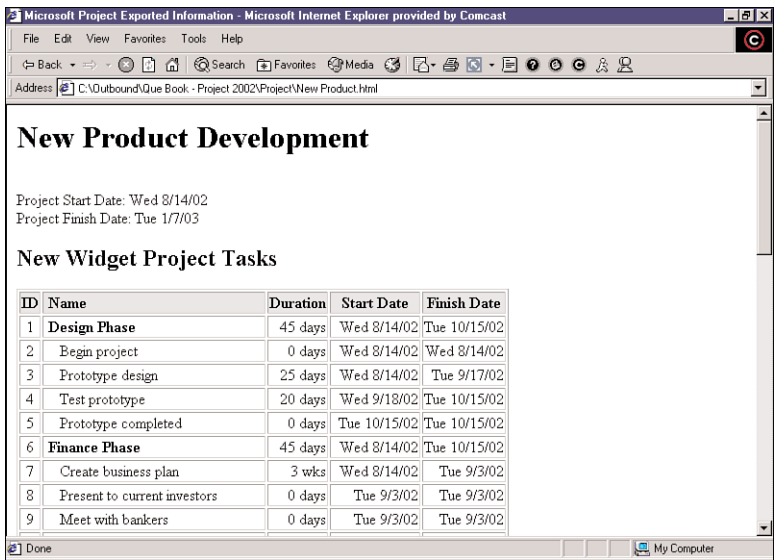 Microsoft Project Exported Information - Microsoft Internet Explorer provided by Comcast
File Edit View Favorites Tools Help
Back Search Favorites Media
Address C:\Outbound\Que Book - Project 2002\Project\New Product.html
New Product Development
Project Start Date: Wed 8/14/02
Project Finish Date: Tue 1/7/03
New Widget Project Tasks
ID Name Duration Start Date Finish Date
1 Design Phase 45 days Wed 8/14/02 Tue 10/15/02
2 Begin project 0 days Wed 8/14/02 Wed 8/14/02
3 Prototype design 25 days Wed 8/14/02 Tue 9/17/02
4 Test prototype 20 days Wed 9/18/02 Tue 10/15/02
5 Prototype completed 0 days Tue 10/15/02 Tue 10/15/02
6 Finance Phase 45 days Wed 8/14/02 Tue 10/15/02
7 Create business plan 3 wks Wed 8/14/02 Tue 9/3/02
8 Present to current investors 0 days Tue 9/3/02 Tue 9/3/02
9 Meet with bankers 0 days Tue 9/3/02 Tue 9/3/02
Done My Computer